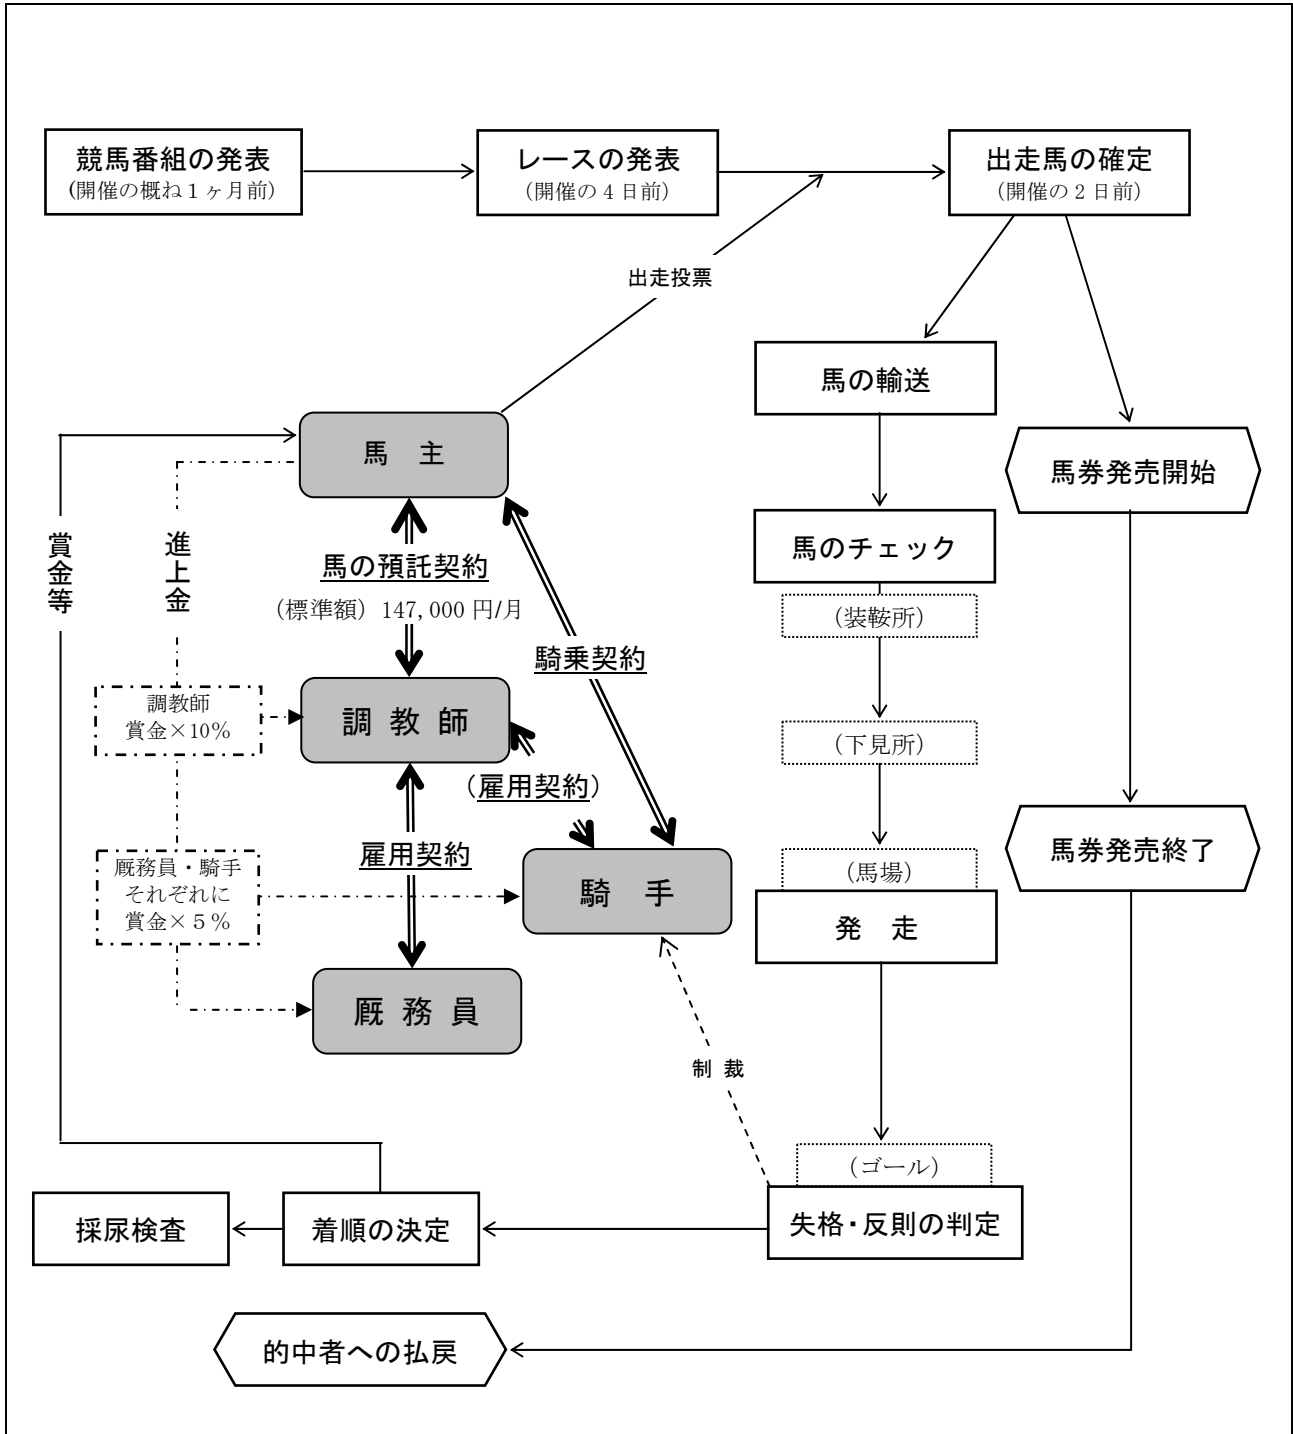 競馬番組の発表
(開催の概ね１ヶ月前)
レースの発表
(開催の 4 日前)
出走馬の確定
(開催の 2 日前)
出走投票
馬の輸送
馬　主
馬券発売開始
馬のチェック
賞金等
進上金
馬の預託契約
（標準額）147,000 円/月
（装鞍所）
騎乗契約
調教師
賞金×10%
調 教 師
（下見所）
（雇用契約）
雇用契約
馬券発売終了
厩務員・騎手
それぞれに
賞金×５%
騎　手
（馬場）
発　走
厩 務 員
制 裁
（ゴール）
失格・反則の判定
着順の決定
採尿検査
的中者への払戻